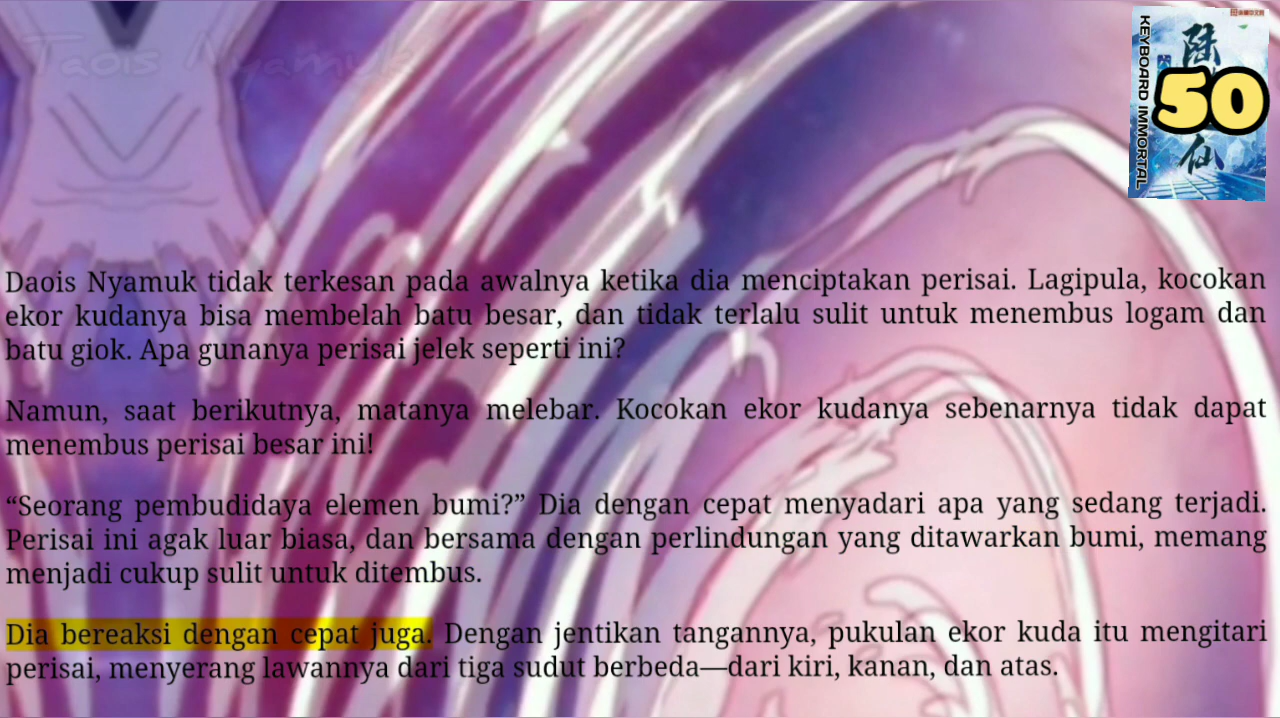 Taois Nyamuk
KEYBOARD IMMORTAL
陆
仙
50
Daois Nyamuk tidak terkesan pada awalnya ketika dia menciptakan perisai. Lagipula, kocokan
ekor kudanya bisa membelah batu besar, dan tidak terlalu sulit untuk menembus logam dan
batu giok. Apa gunanya perisai jelek seperti ini?
Namun, saat berikutnya, matanya melebar. Kocokan ekor kudanya sebenarnya tidak dapat
menembus perisai besar ini!
“Seorang pembudidaya elemen bumi?” Dia dengan cepat menyadari apa yang sedang terjadi.
Perisai ini agak luar biasa, dan bersama dengan perlindungan yang ditawarkan bumi, memang
menjadi cukup sulit untuk ditembus.
Dia bereaksi dengan cepat juga. Dengan jentikan tangannya, pukulan ekor kuda itu mengitari
perisai, menyerang lawannya dari tiga sudut berbeda—dari kiri, kanan, dan atas.